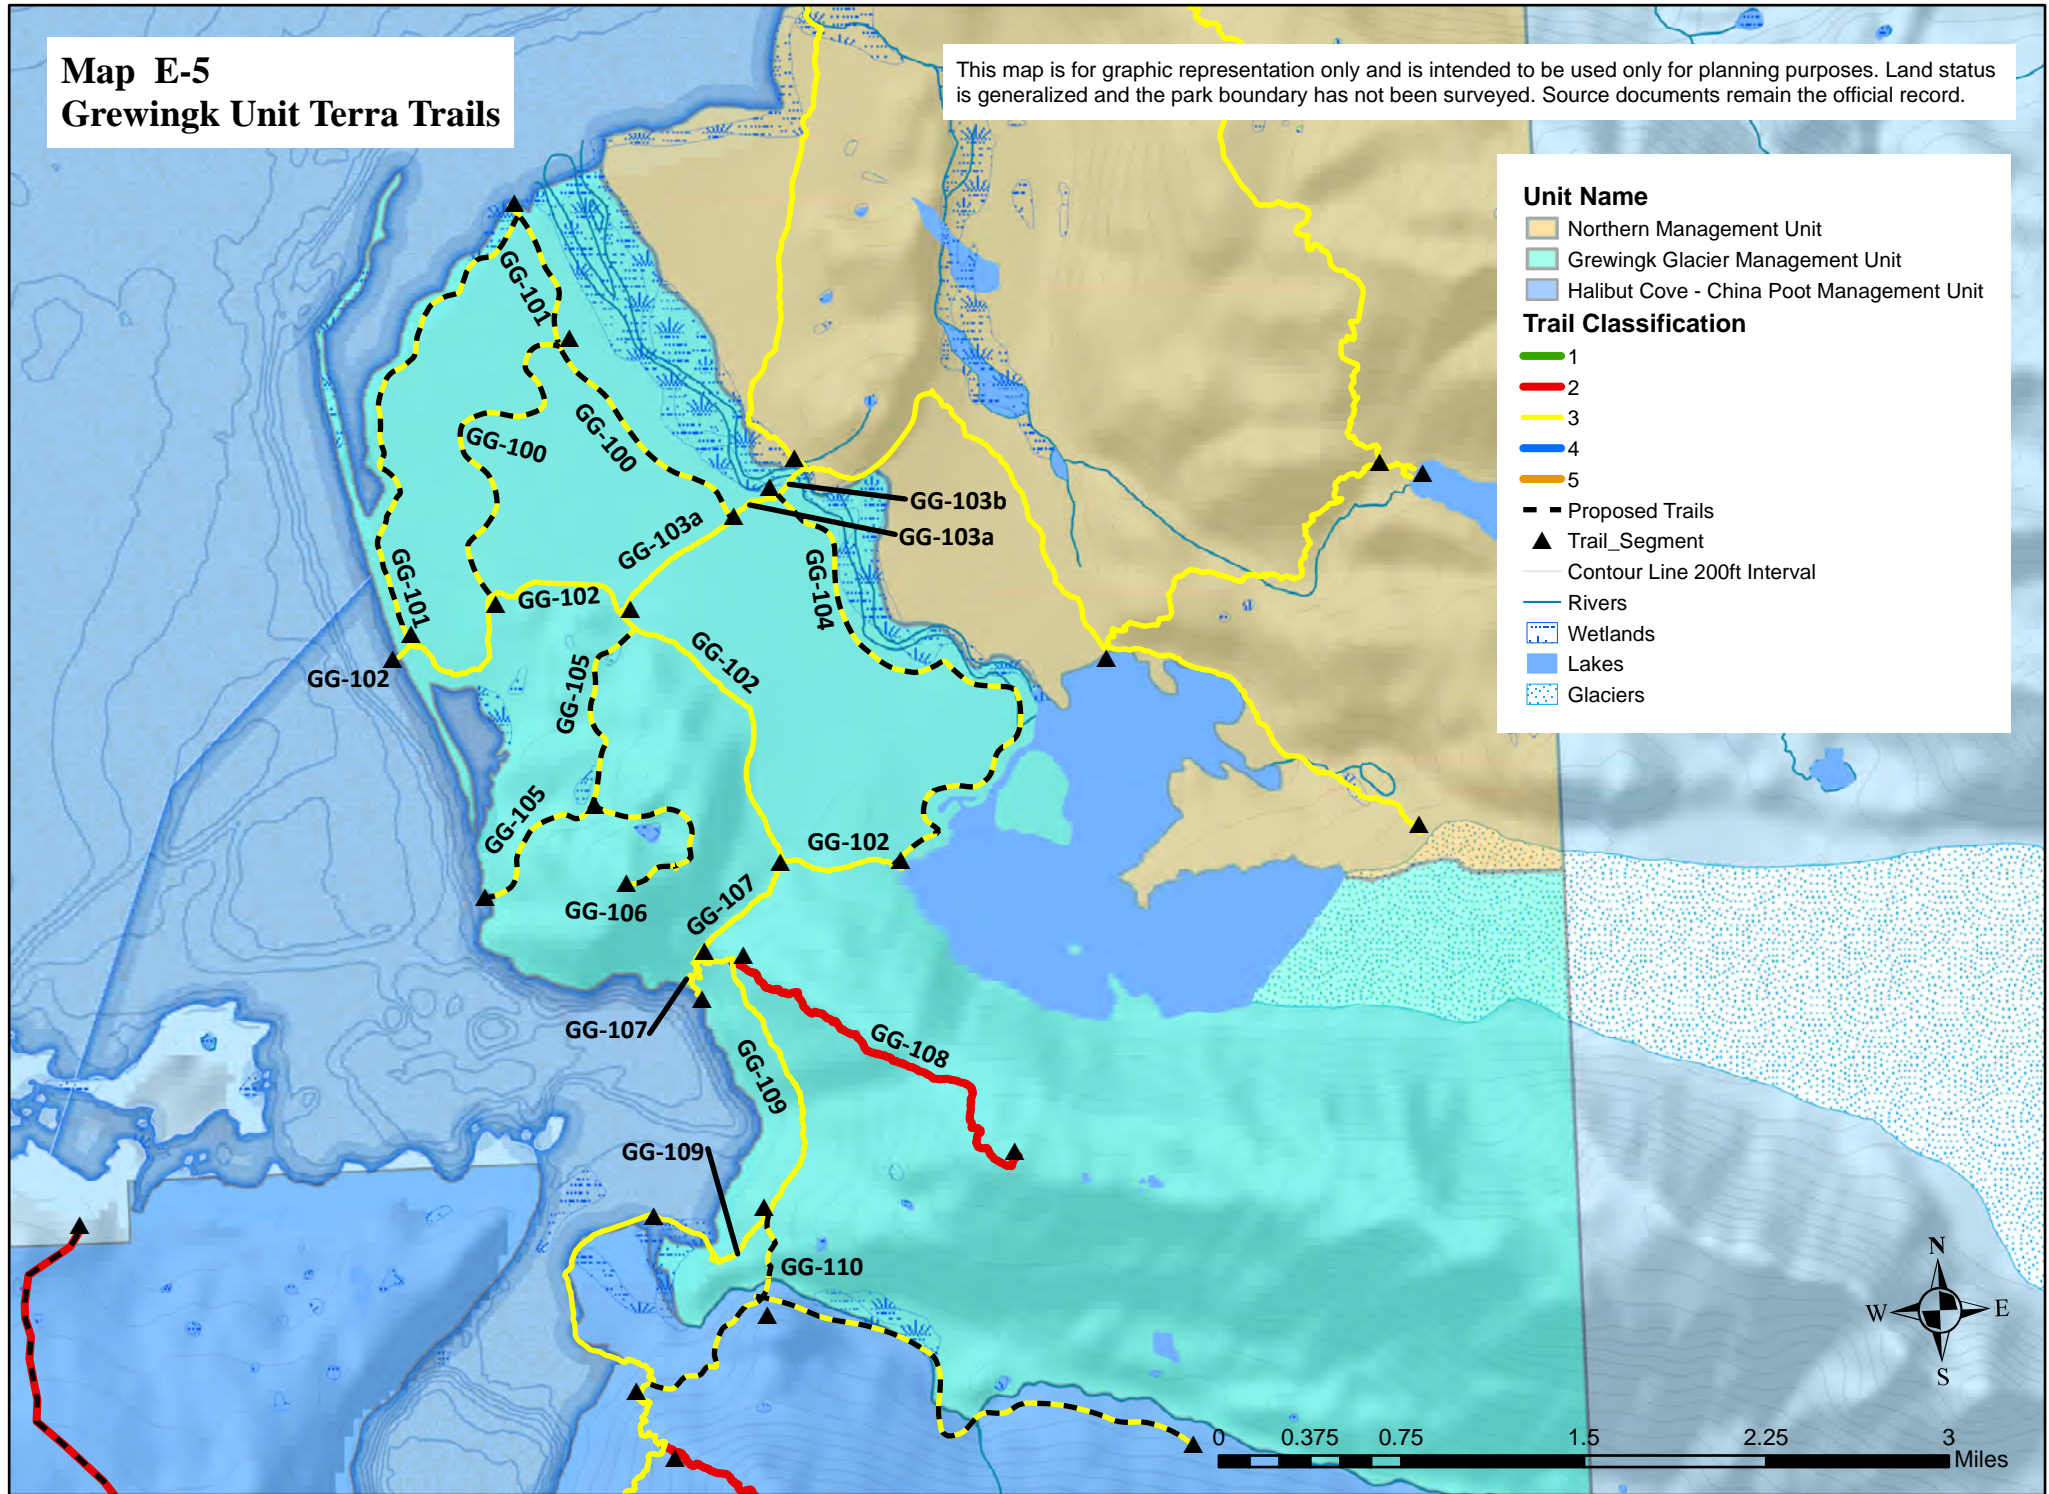 Map E-5
Grewingk Unit Terra Trails
This map is for graphic representation only and is intended to be used only for planning purposes. Land status
is generalized and the park boundary has not been surveyed. Source documents remain the official record.
Unit Name
Northern Management Unit
Grewingk Glacier Management Unit
Halibut Cove - China Poot Management Unit
Trail Classification
1
2
3
4
5
Proposed Trails
Trail_Segment
Contour Line 200ft Interval
Rivers
Wetlands
Lakes
Glaciers
GG-101
GG-100
GG-100
GG-103b
GG-103a
GG-103a
GG-104
GG-101
GG-102
GG-102
GG-102
GG-105
GG-105
GG-102
GG-106
GG-107
GG-107
GG-108
GG-109
GG-109
GG-110
N
W
E
S
0
0.375
0.75
1.5
2.25
3
Miles